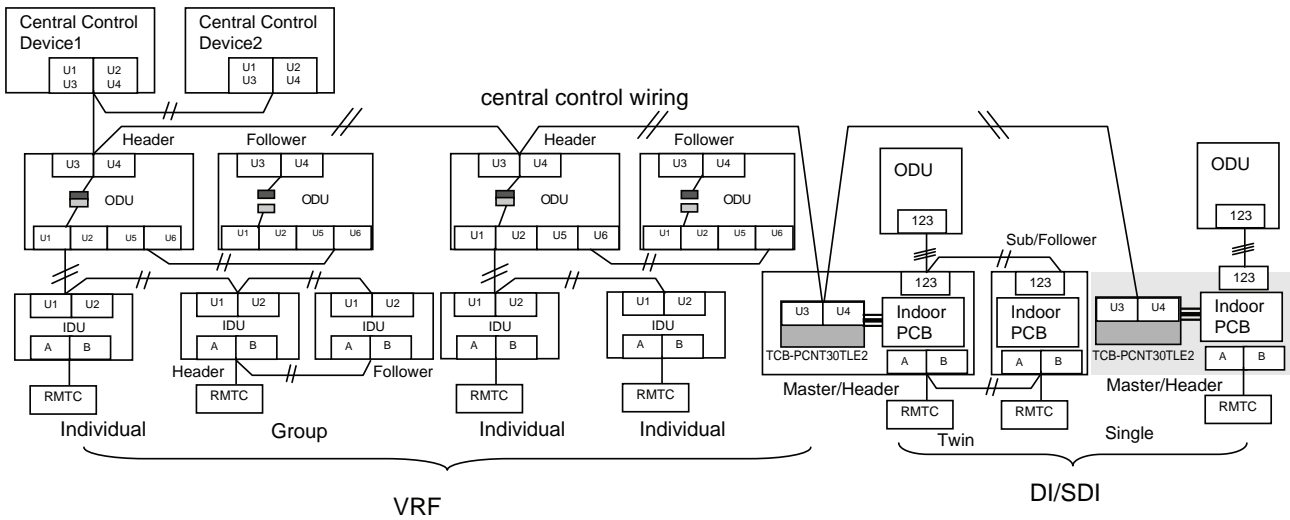 Central Control
Device1
U1 U2
U3 U4
Central Control
Device2
U1 U2
U3 U4
central control wiring
Header
Follower
Header
Follower
U3 U4
ODU
U1 U2 U5 U6
U3 U4
ODU
U1 U2 U5 U6
U3 U4
ODU
U1 U2 U5 U6
U3 U4
ODU
U1 U2 U5 U6
ODU
123
ODU
123
Sub/Follower
U1 U2
IDU
A B
RMTC
Individual
U1 U2
IDU
A B
Header
RMTC
Group
U1 U2
IDU
A B
Follower
U1 U2
IDU
A B
RMTC
Individual
U1 U2
IDU
A B
RMTC
Individual
123
U3 U4
Indoor
PCB
TCB-PCNT30TLE2
A B
Master/Header
RMTC
123
Indoor
PCB
A B
RMTC
Twin
123
U3 U4
Indoor
PCB
TCB-PCNT30TLE2
A B
Master/Header
RMTC
Single
VRF
DI/SDI